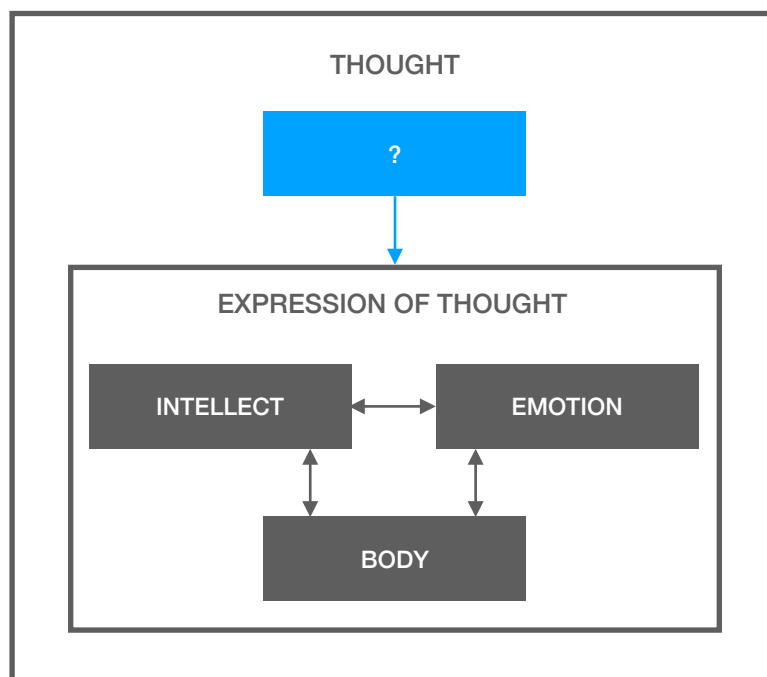 THOUGHT
?
EXPRESSION OF THOUGHT
INTELLECT
EMOTION
BODY